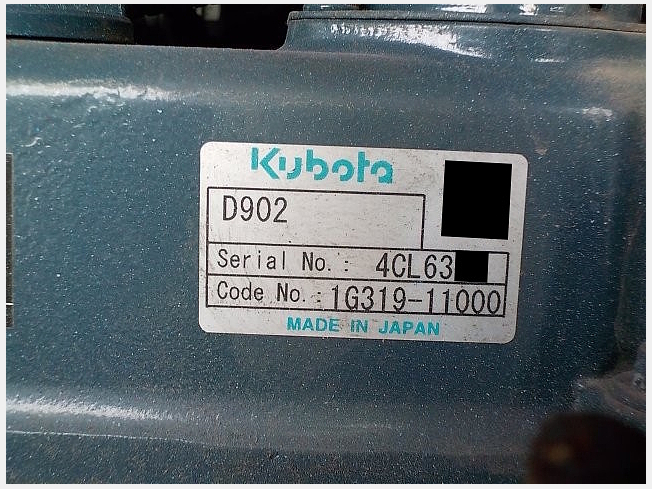 Kubota
D902
Serial No.: 4CL63
Code No.: 1G319-11000
MADE IN JAPAN